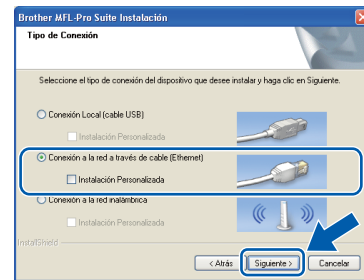 Brother MFL-Pro Suite Instalación
Tipo de Conexión
Seleccione el tipo de conexión del dispositivo que desee instalar y haga clic en Siguiente.
Conexión Local (cable USB)
Instalación Personalizada
Conexión a la red a través de cable (Ethernet)
Instalación Personalizada
Conexión a la red inalámbrica
Instalación Personalizada
InstallShield
< Atrás Siguiente > Cancelar